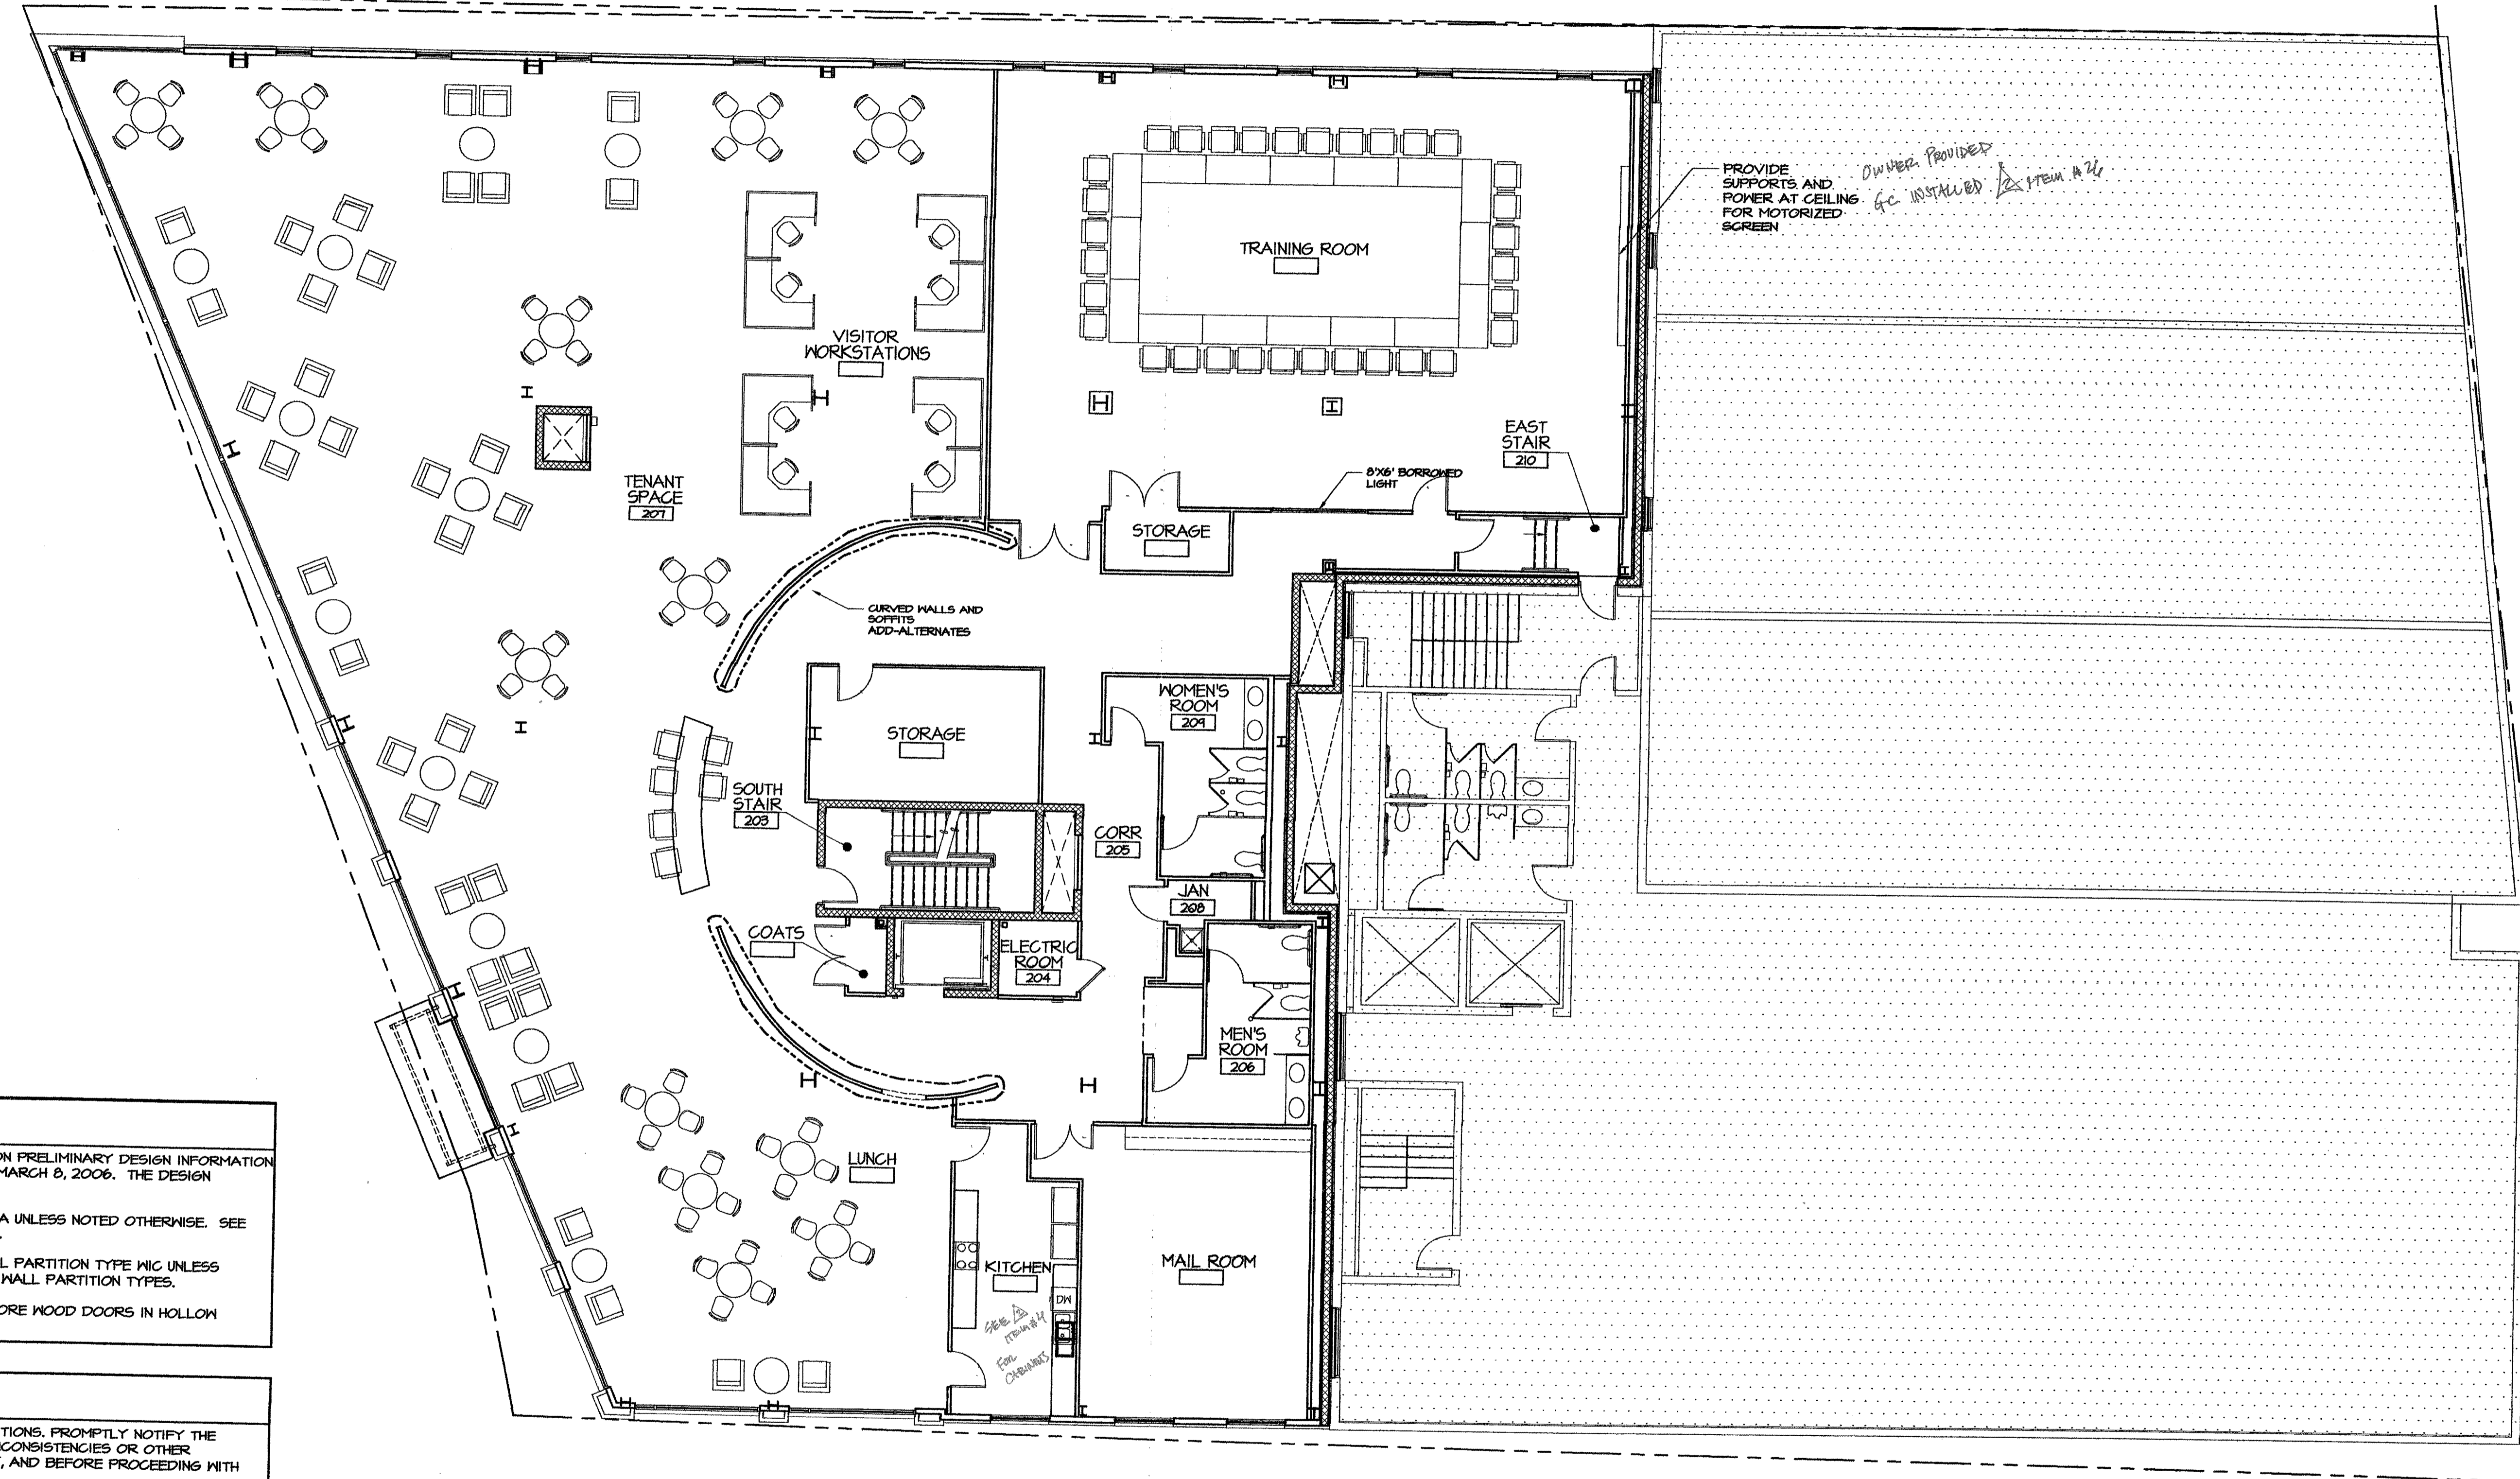 PROVIDE
SUPPORTS AND
POWER AT CEILING
FOR MOTORIZED
SCREEN
OWNER PROVIDED
GC INSTALLED 2 ITEM #26
TRAINING ROOM
VISITOR
WORKSTATIONS
EAST
STAIR
210
8'X6' BORROWED
LIGHT
TENANT
SPACE
207
STORAGE
CURVED WALLS AND
SOFFITS
ADD-ALTERNATES
WOMEN'S
ROOM
209
STORAGE
SOUTH
STAIR
203
CORR
205
JAN
208
COATS
ELECTRIC
ROOM
204
MEN'S
ROOM
206
LUNCH
KITCHEN
MAIL ROOM
DW
SEE 2
ITEM #4
FOR
CABINETS
ON PRELIMINARY DESIGN INFORMATION
MARCH 8, 2006. THE DESIGN
A UNLESS NOTED OTHERWISE. SEE
L PARTITION TYPE W1C UNLESS
WALL PARTITION TYPES.
ORE WOOD DOORS IN HOLLOW
TIONS. PROMPTLY NOTIFY THE
CONSISTENCIES OR OTHER
, AND BEFORE PROCEEDING WITH